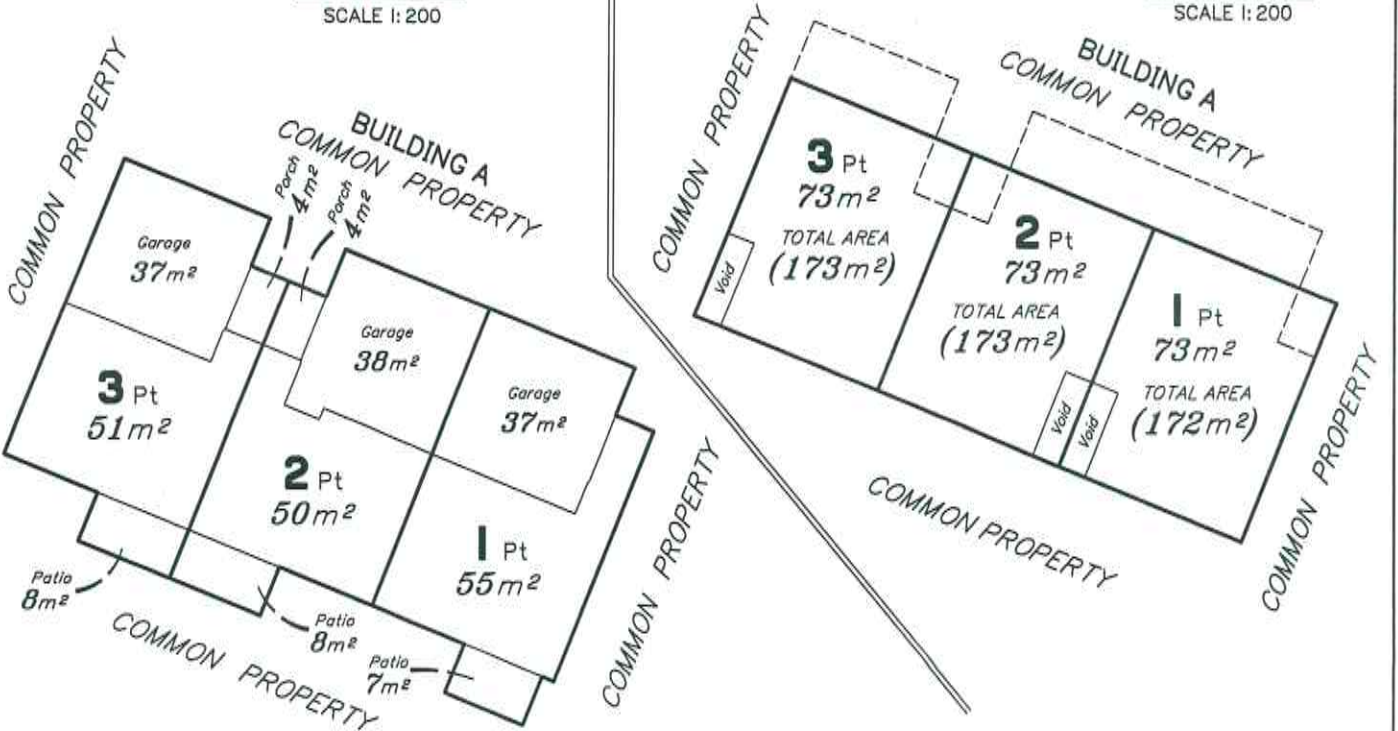 SCALE 1:200
COMMON PROPERTY
BUILDING A
COMMON PROPERTY
Porch
4m²
Porch
4m²
Garage
37m²
Garage
38m²
Garage
37m²
3 Pt
51m²
2 Pt
50m²
1 Pt
55m²
Patio
8m²
Patio
8m²
Patio
7m²
COMMON PROPERTY
COMMON PROPERTY
SCALE 1:200
COMMON PROPERTY
BUILDING A
COMMON PROPERTY
3 Pt
73m²
TOTAL AREA
(173m²)
Void
2 Pt
73m²
TOTAL AREA
(173m²)
Void
1 Pt
73m²
TOTAL AREA
(172m²)
Void
COMMON PROPERTY
COMMON PROPERTY